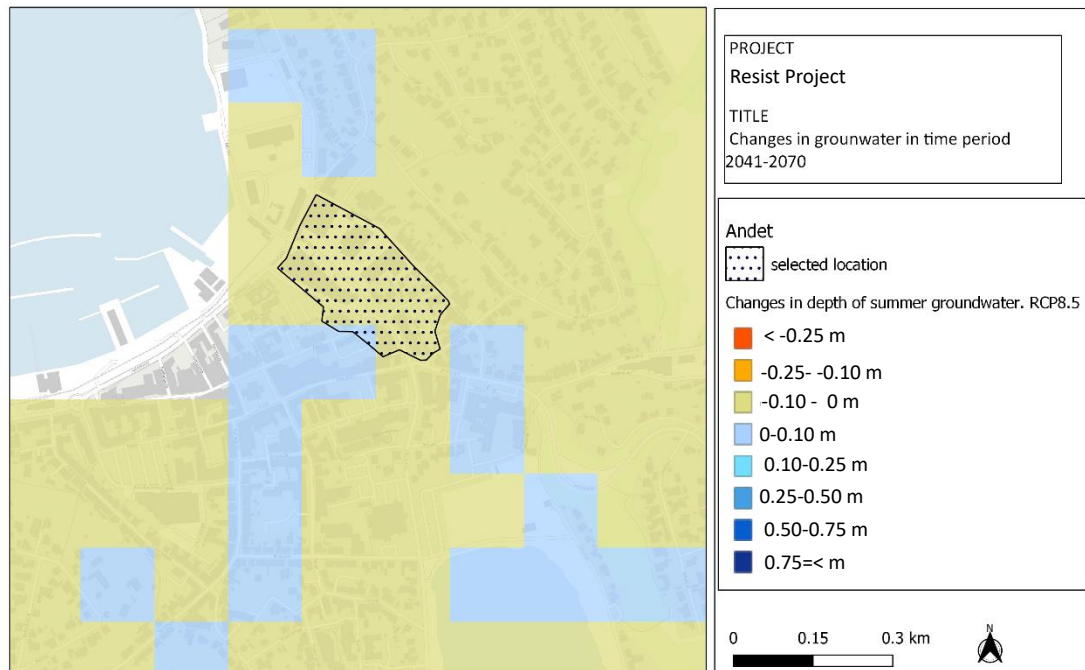 PROJECT
Resist Project
TITLE
Changes in grounwater in time period
2041-2070
Andet
selected location
Changes in depth of summer groundwater. RCP8.5
< -0.25 m
-0.25- -0.10 m
-0.10 - 0 m
0-0.10 m
0.10-0.25 m
0.25-0.50 m
0.50-0.75 m
0.75=< m
0 0.15 0.3 km
N